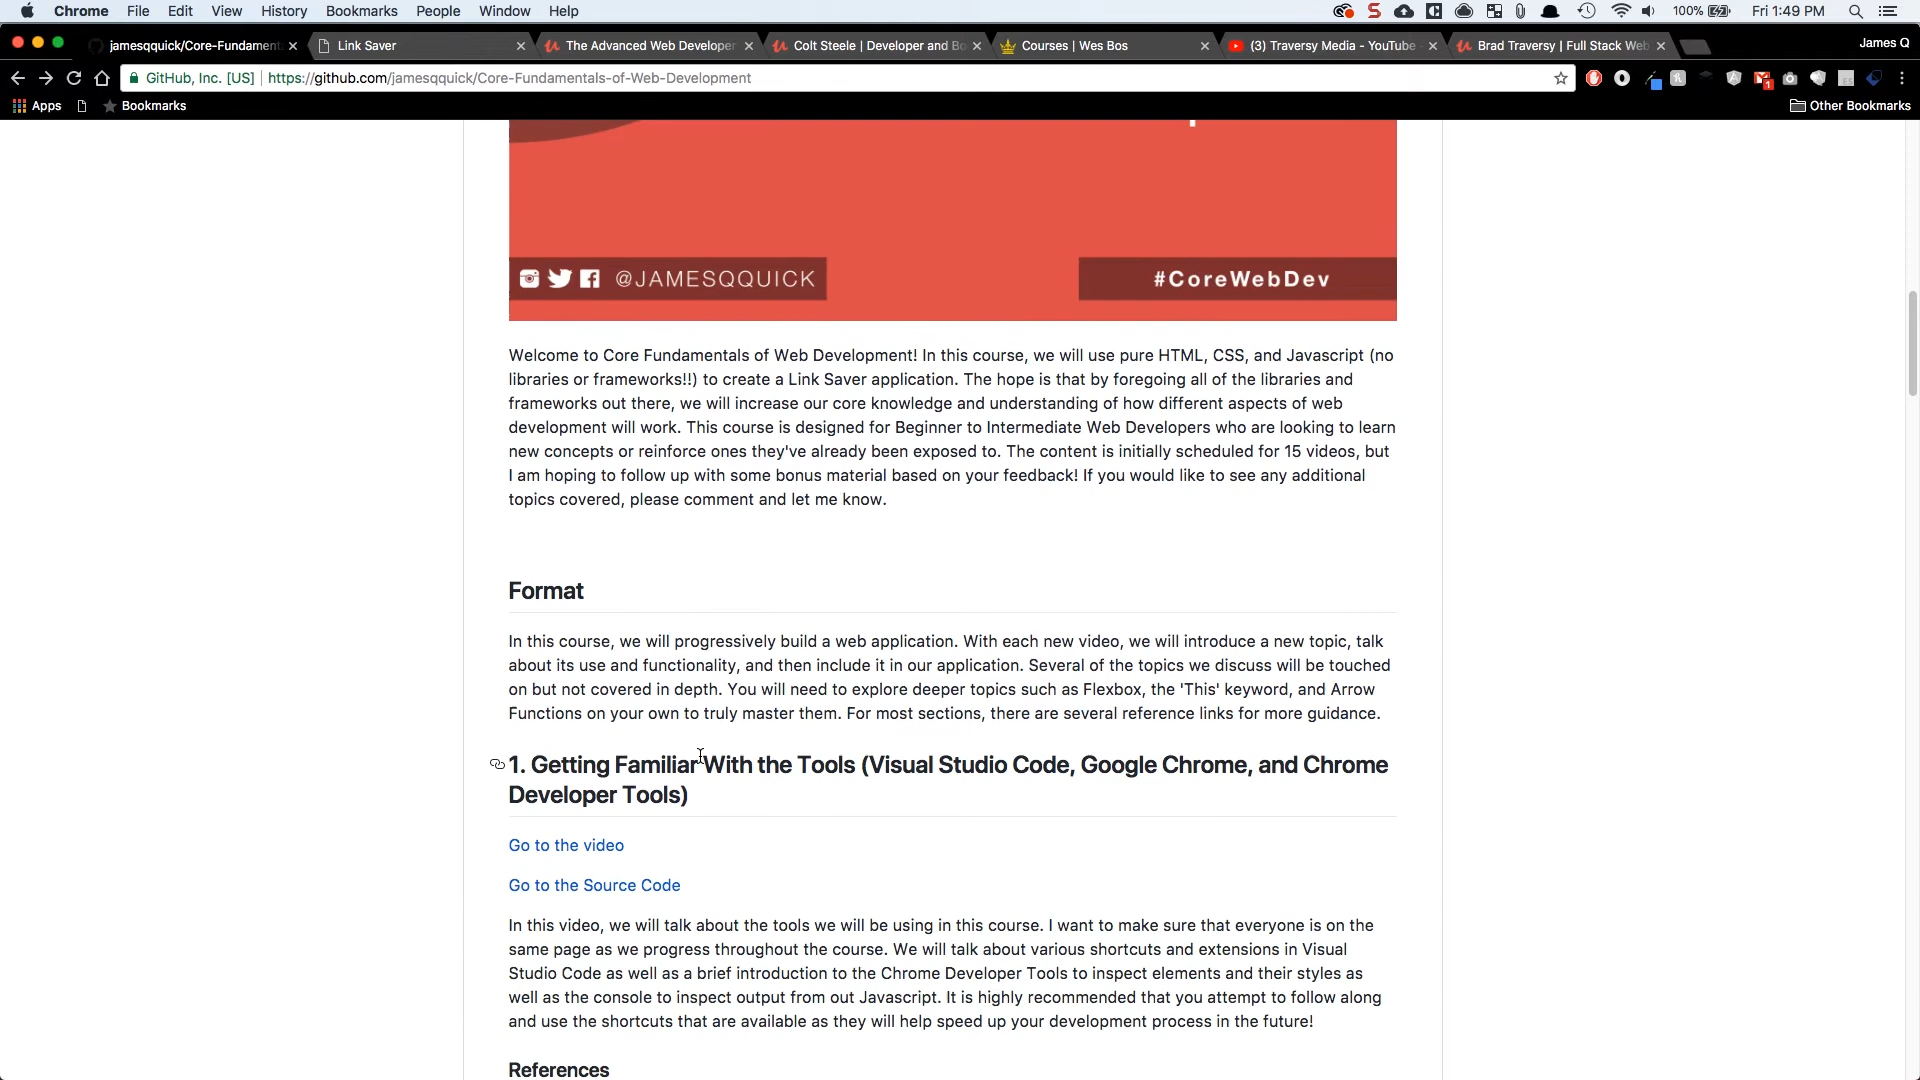 Chrome File Edit View History Bookmarks People Window Help 100% Fri 1:49 PM
jamesqquick/Core-Fundament Link Saver The Advanced Web Developer Colt Steele | Developer and Bo Courses | Wes Bos (3) Traversy Media - YouTube Brad Traversy | Full Stack Web James Q
GitHub, Inc. [US] https://github.com/jamesqquick/Core-Fundamentals-of-Web-Development
Apps Bookmarks Other Bookmarks
@JAMESQQUICK #CoreWebDev
Welcome to Core Fundamentals of Web Development! In this course, we will use pure HTML, CSS, and Javascript (no
libraries or frameworks!!) to create a Link Saver application. The hope is that by foregoing all of the libraries and
frameworks out there, we will increase our core knowledge and understanding of how different aspects of web
development will work. This course is designed for Beginner to Intermediate Web Developers who are looking to learn
new concepts or reinforce ones they've already been exposed to. The content is initially scheduled for 15 videos, but
I am hoping to follow up with some bonus material based on your feedback! If you would like to see any additional
topics covered, please comment and let me know.
Format
In this course, we will progressively build a web application. With each new video, we will introduce a new topic, talk
about its use and functionality, and then include it in our application. Several of the topics we discuss will be touched
on but not covered in depth. You will need to explore deeper topics such as Flexbox, the 'This' keyword, and Arrow
Functions on your own to truly master them. For most sections, there are several reference links for more guidance.
1. Getting Familiar With the Tools (Visual Studio Code, Google Chrome, and Chrome
Developer Tools)
Go to the video
Go to the Source Code
In this video, we will talk about the tools we will be using in this course. I want to make sure that everyone is on the
same page as we progress throughout the course. We will talk about various shortcuts and extensions in Visual
Studio Code as well as a brief introduction to the Chrome Developer Tools to inspect elements and their styles as
well as the console to inspect output from out Javascript. It is highly recommended that you attempt to follow along
and use the shortcuts that are available as they will help speed up your development process in the future!
References